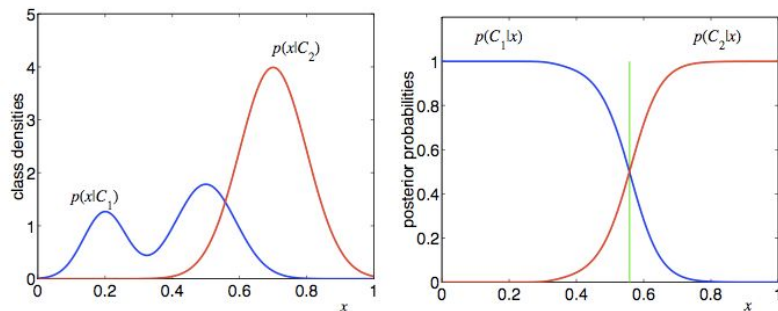 5
4
3
2
1
0
class densities
p(x|C₂)
p(x|C₁)
0 0.2 0.4 0.6 0.8 1
x
p(C₁|x) p(C₂|x)
1
0.8
0.6
0.4
0.2
0
posterior probabilities
0 0.2 0.4 0.6 0.8 1
x